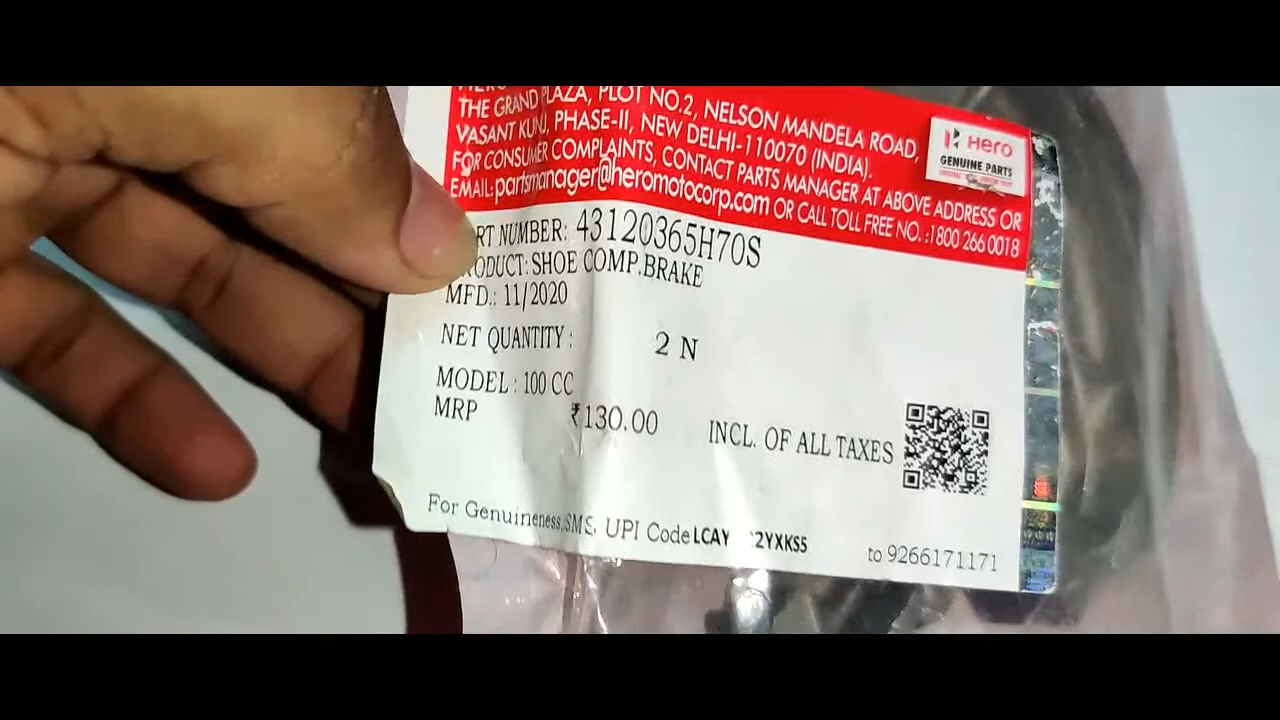 THE GRAND PLAZA, PLOT NO.2, NELSON MANDELA ROAD,
VASANT KUNJ, PHASE-II, NEW DELHI-110070 (INDIA).
FOR CONSUMER COMPLAINTS, CONTACT PARTS MANAGER AT ABOVE ADDRESS OR
EMAIL:partsmanager@heromotocorp.com OR CALL TOLL FREE NO. :1800 266 0018
Hero
GENUINE PARTS
RT NUMBER: 43120365H70S
RODUCT: SHOE COMP.BRAKE
MFD.: 11/2020
NET QUANTITY : 2 N
MODEL : 100 CC
MRP ₹130.00 INCL. OF ALL TAXES
For Genuineness,SMS, UPI Code LCAY 2YXKS5 to 9266171171